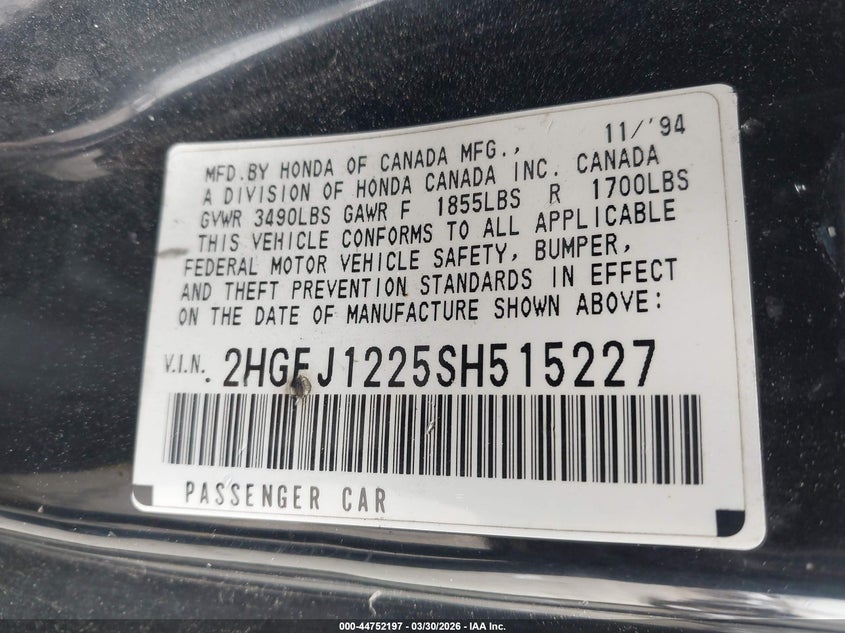 11/'94
MFD.BY HONDA OF CANADA MFG.,
A DIVISION OF HONDA CANADA INC. CANADA
GVWR 3490LBS GAWR F 1855LBS R 1700LBS
THIS VEHICLE CONFORMS TO ALL APPLICABLE
FEDERAL MOTOR VEHICLE SAFETY, BUMPER,
AND THEFT PREVENTION STANDARDS IN EFFECT
ON THE DATE OF MANUFACTURE SHOWN ABOVE:
V.I.N. 2HGEJ1225SH515227
PASSENGER CAR
000-44752197 - 03/30/2026 - IAA Inc.